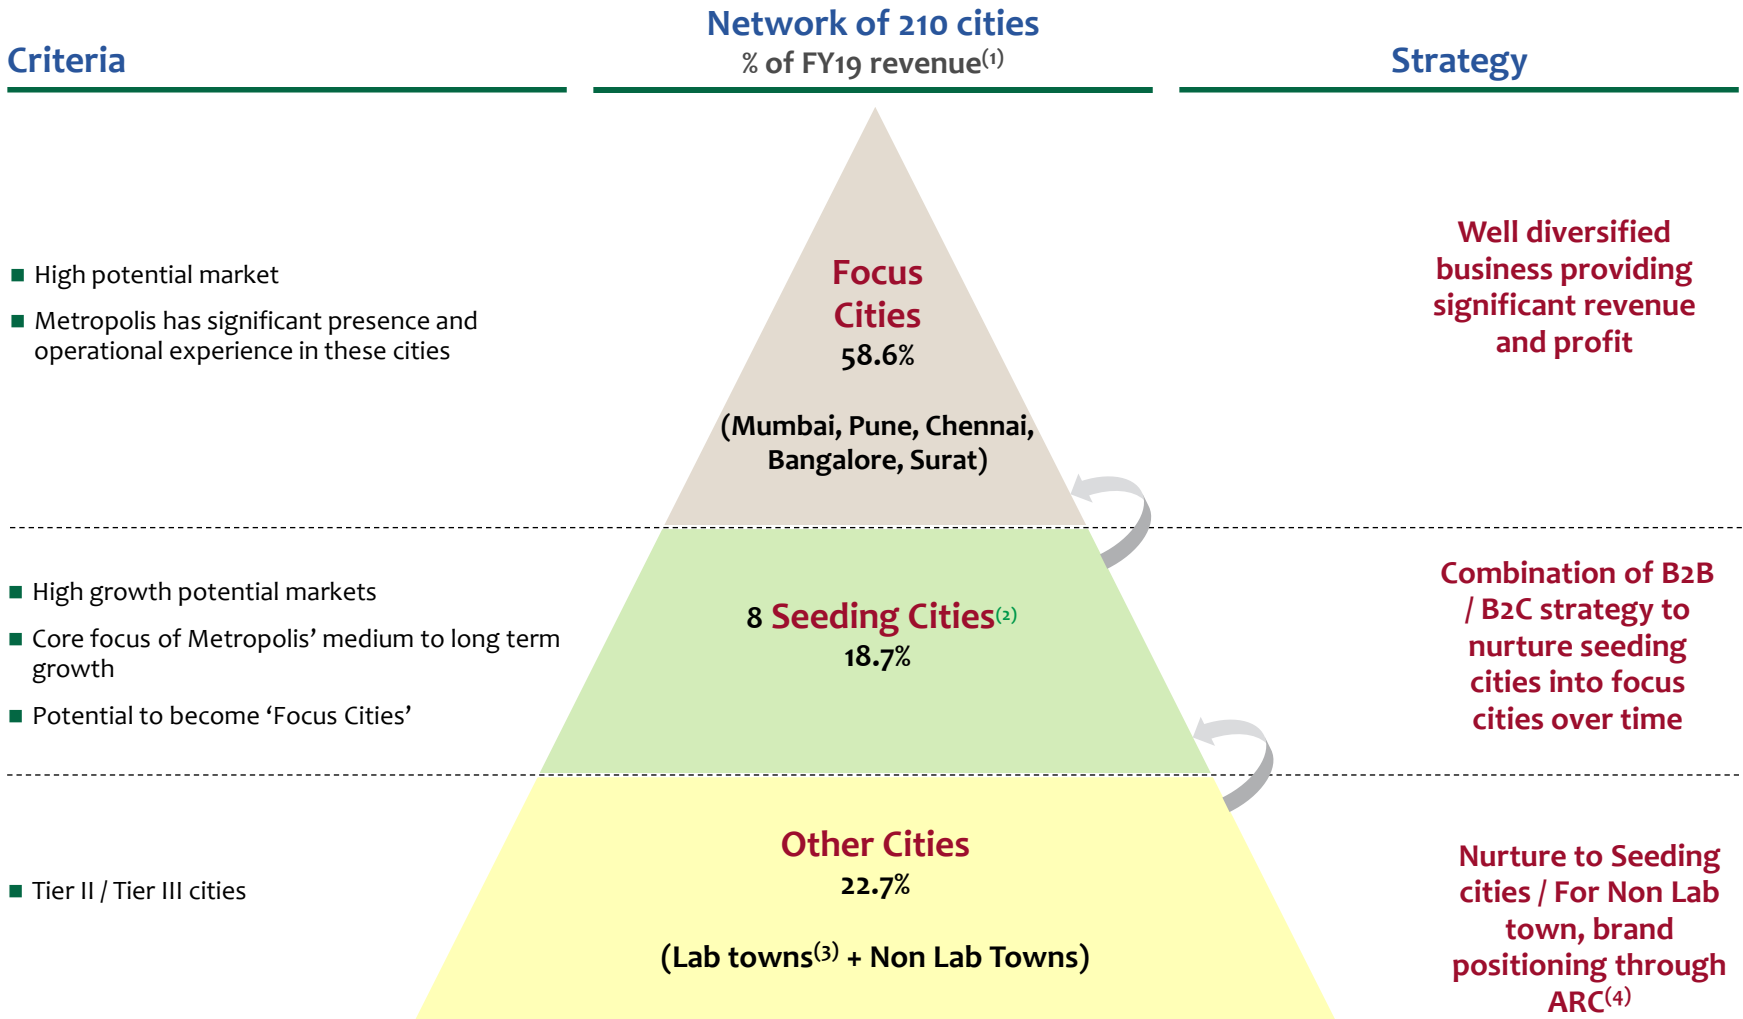 Network of 210 cities
% of FY19 revenue(1)
Criteria
Strategy
■ High potential market
■ Metropolis has significant presence and
operational experience in these cities
Focus
Cities
58.6%
(Mumbai, Pune, Chennai,
Bangalore, Surat)
Well diversified
business providing
significant revenue
and profit
■ High growth potential markets
■ Core focus of Metropolis’ medium to long term
growth
■ Potential to become ‘Focus Cities’
8 Seeding Cities(2)
18.7%
Combination of B2B
/ B2C strategy to
nurture seeding
cities into focus
cities over time
■ Tier II / Tier III cities
Other Cities
22.7%
(Lab towns(3) + Non Lab Towns)
Nurture to Seeding
cities / For Non Lab
town, brand
positioning through
ARC(4)